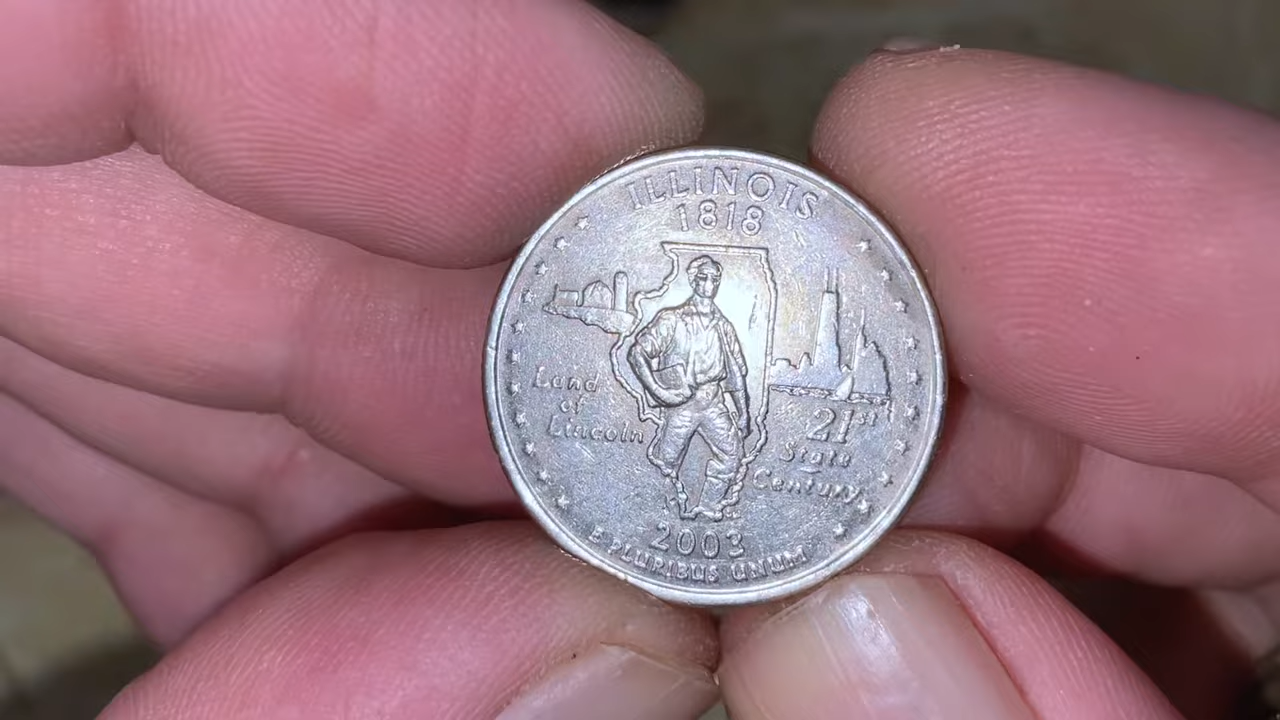 ILLINOIS
1818
Land
of
Lincoln
21st
State
Century
2003
E PLURIBUS UNUM